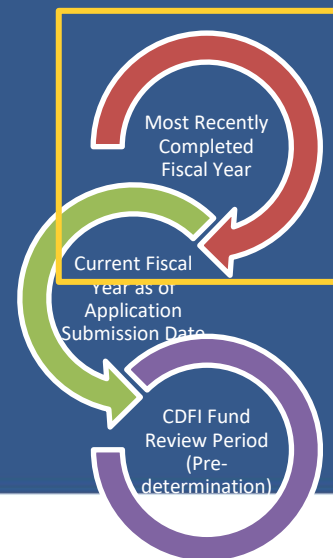 Most Recently
Completed
Fiscal Year
Current Fiscal
Year as of
Application
Submission Date
CDFI Fund
Review Period
(Pre-
determination)